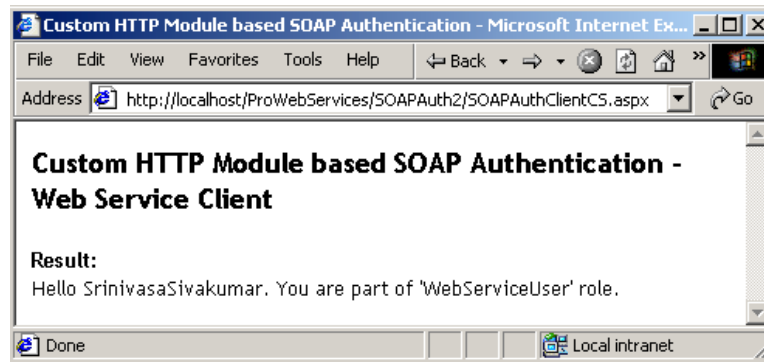 Custom HTTP Module based SOAP Authentication - Microsoft Internet Ex...
File Edit View Favorites Tools Help Back »
Address http://localhost/ProWebServices/SOAPAuth2/SOAPAuthClientCS.aspx Go
Custom HTTP Module based SOAP Authentication -
Web Service Client
Result:
Hello SrinivasaSivakumar. You are part of 'WebServiceUser' role.
Done Local intranet